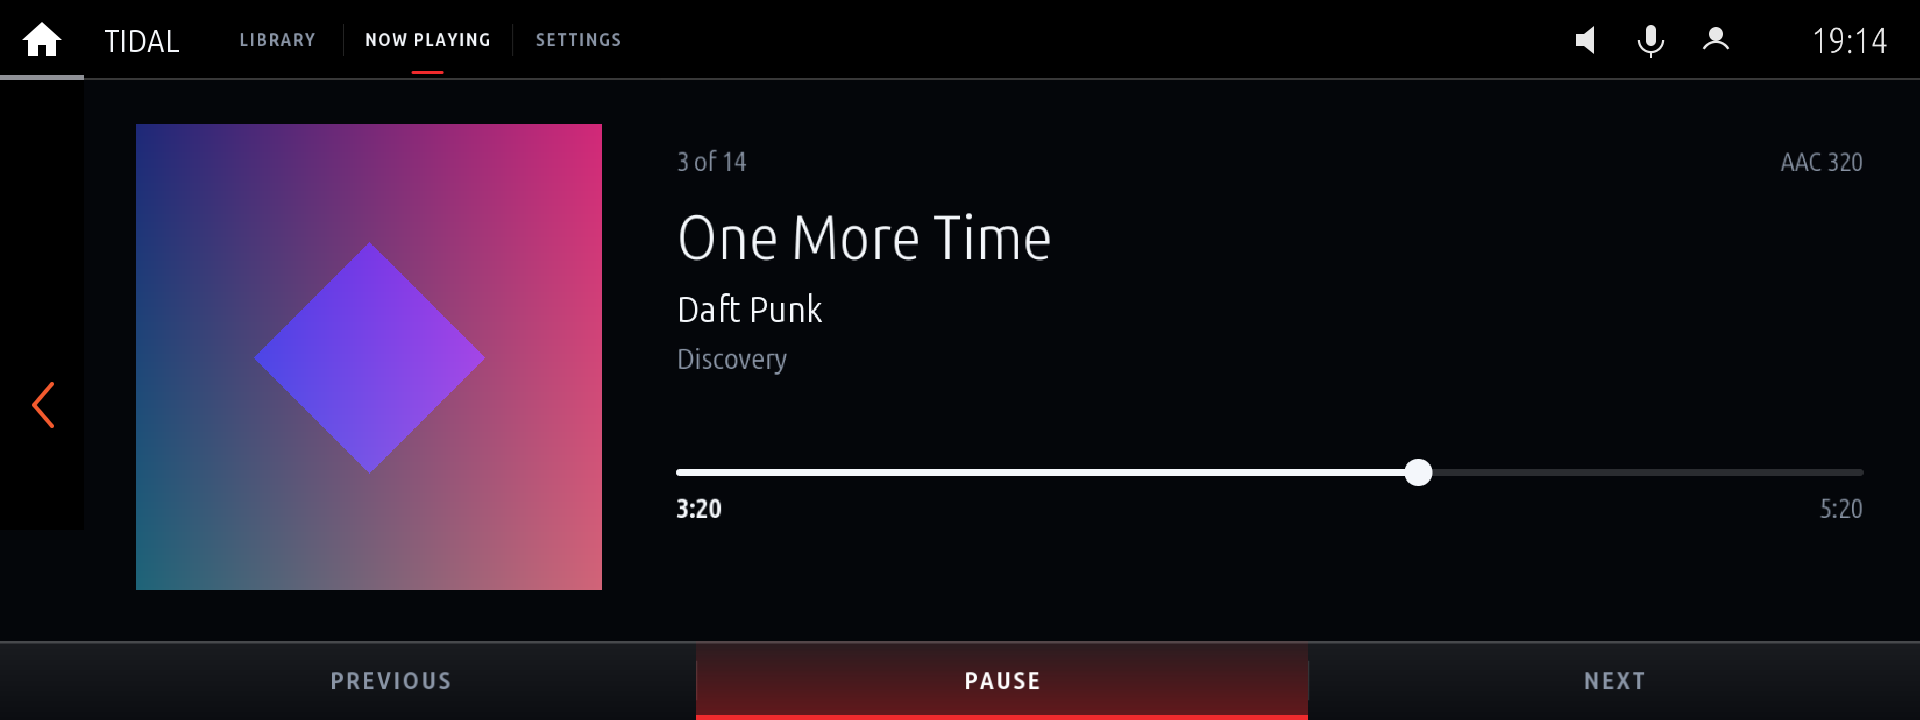 TIDAL
LIBRARY
NOW PLAYING
SETTINGS
19:14
3 of 14
AAC 320
One More Time
Daft Punk
Discovery
3:20
5:20
PREVIOUS
PAUSE
NEXT